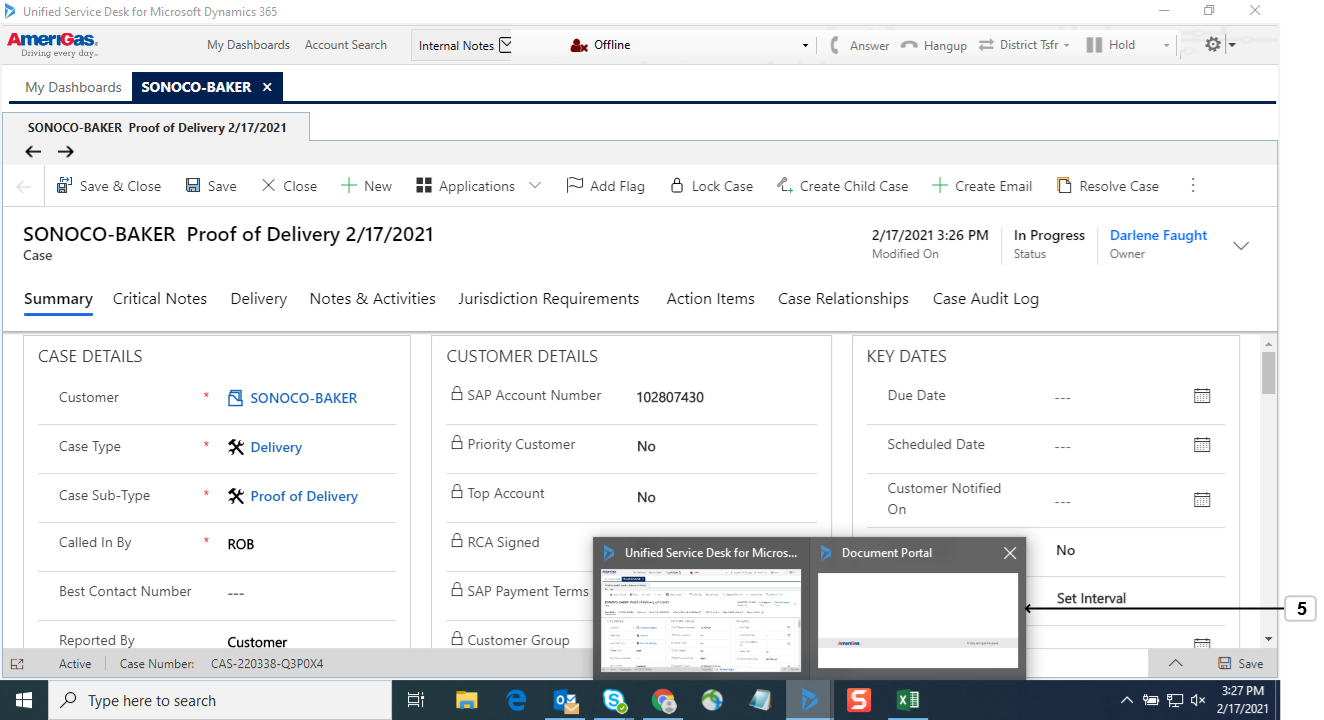 Unified Service Desk for Microsoft Dynamics 365
AmeriGas
Driving every day
My Dashboards Account Search Internal Notes Offline Answer Hangup District Tsfr Hold
My Dashboards SONOCO-BAKER ×
SONOCO-BAKER Proof of Delivery 2/17/2021
Save & Close Save Close New Applications Add Flag Lock Case Create Child Case Create Email Resolve Case
SONOCO-BAKER Proof of Delivery 2/17/2021
Case
2/17/2021 3:26 PM In Progress Darlene Faught
Modified On Status Owner
Summary Critical Notes Delivery Notes & Activities Jurisdiction Requirements Action Items Case Relationships Case Audit Log
CASE DETAILS
Customer * SONOCO-BAKER
Case Type * Delivery
Case Sub-Type * Proof of Delivery
Called In By * ROB
Best Contact Number ---
Reported By Customer
CUSTOMER DETAILS
SAP Account Number 102807430
Priority Customer No
Top Account No
RCA Signed
SAP Payment Terms
Customer Group
KEY DATES
Due Date ---
Scheduled Date ---
Customer Notified
On ---
No
Set Interval
Unified Service Desk for Micros... Document Portal
AmeriGas
5
Active Case Number: CAS-220338-Q3P0X4 Save
Type here to search
3:27 PM
2/17/2021